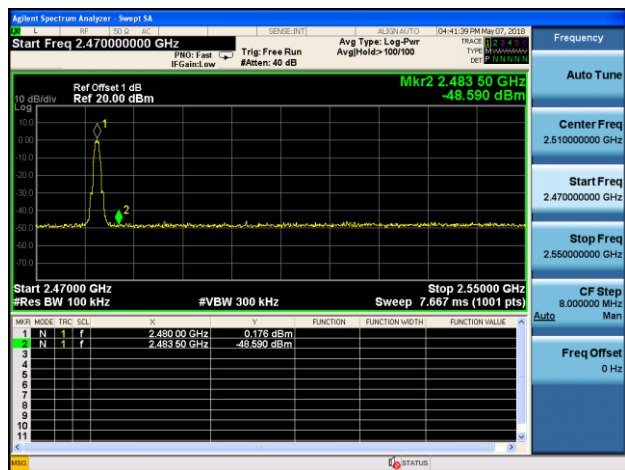 Agilent Spectrum Analyzer - Swept SA
L RF 50 Ω AC SENSE:INT ALIGN AUTO 04:41:39 PM May 07, 2018
Start Freq 2.470000000 GHz
PNO: Fast
IFGain:Low
Trig: Free Run
#Atten: 40 dB
Avg Type: Log-Pwr
Avg|Hold:>100/100
TRACE 1 2 3 4 5 6
TYPE M
DET P N N N N N
Frequency
Mkr2 2.483 50 GHz
-48.590 dBm
Ref Offset 1 dB
Ref 20.00 dBm
10 dB/div
Log
10.0
0.00
-10.0
-20.0
-30.0
-40.0
-50.0
-60.0
-70.0
1
2
Start 2.47000 GHz
Stop 2.55000 GHz
#Res BW 100 kHz
#VBW 300 kHz
Sweep 7.667 ms (1001 pts)
MKR MODE TRC SCL X Y FUNCTION FUNCTION WIDTH FUNCTION VALUE
1 N 1 f 2.480 00 GHz 0.176 dBm
2 N 1 f 2.483 50 GHz -48.590 dBm
3
4
5
6
7
8
9
10
11
Auto Tune
Center Freq
2.510000000 GHz
Start Freq
2.470000000 GHz
Stop Freq
2.550000000 GHz
CF Step
8.000000 MHz
Auto Man
Freq Offset
0 Hz
MSG
STATUS